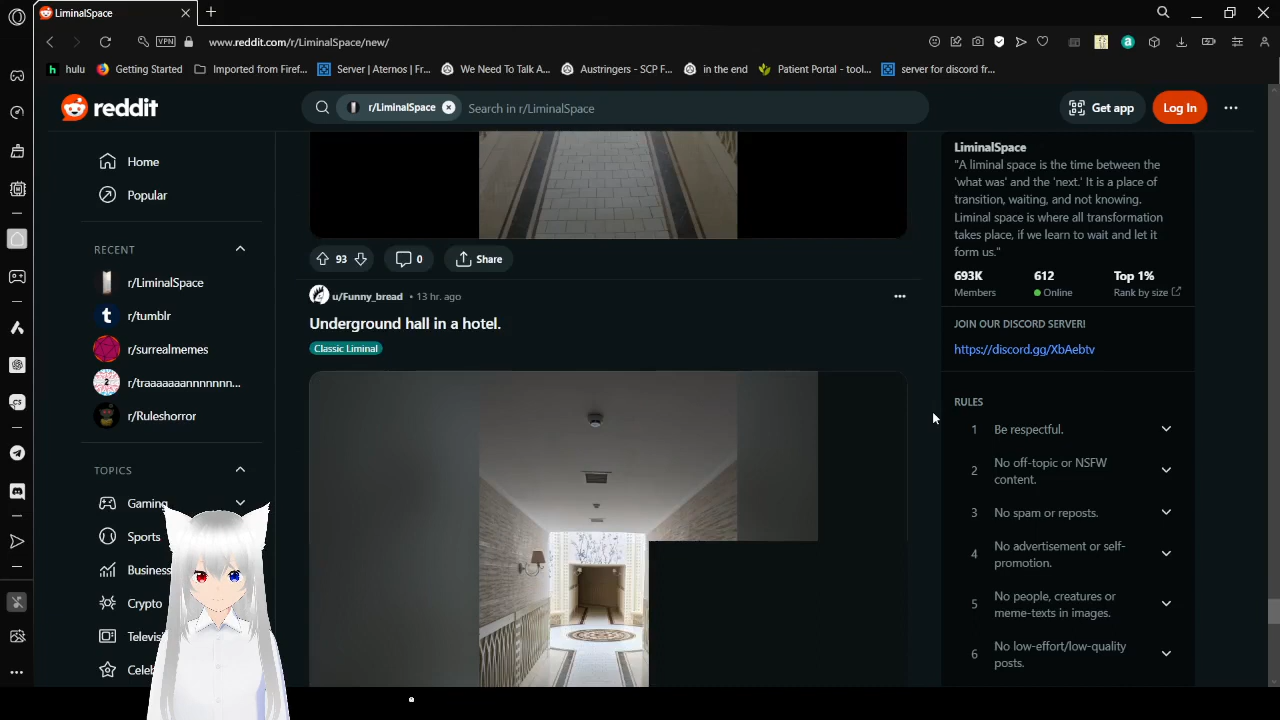 LiminalSpace
VPN
www.reddit.com/r/LiminalSpace/new/
hulu
Getting Started
Imported from Firef...
Server | Aternos | Fr...
We Need To Talk A...
Austringers - SCP F...
in the end
Patient Portal - tool...
server for discord fr...
reddit
r/LiminalSpace
Search in r/LiminalSpace
Get app
Log In
Home
Popular
RECENT
r/LiminalSpace
r/tumblr
r/surrealmemes
r/traaaaaaannnnnnn...
r/Ruleshorror
TOPICS
Gaming
Sports
Business
Crypto
Televisi
Celeb
93
0
Share
u/Funny_bread • 13 hr. ago
Underground hall in a hotel.
Classic Liminal
LiminalSpace
"A liminal space is the time between the
'what was' and the 'next.' It is a place of
transition, waiting, and not knowing.
Liminal space is where all transformation
takes place, if we learn to wait and let it
form us."
693K
Members
612
Online
Top 1%
Rank by size
JOIN OUR DISCORD SERVER!
https://discord.gg/XbAebtv
RULES
1 Be respectful.
2 No off-topic or NSFW
content.
3 No spam or reposts.
4 No advertisement or self-
promotion.
5 No people, creatures or
meme-texts in images.
6 No low-effort/low-quality
posts.